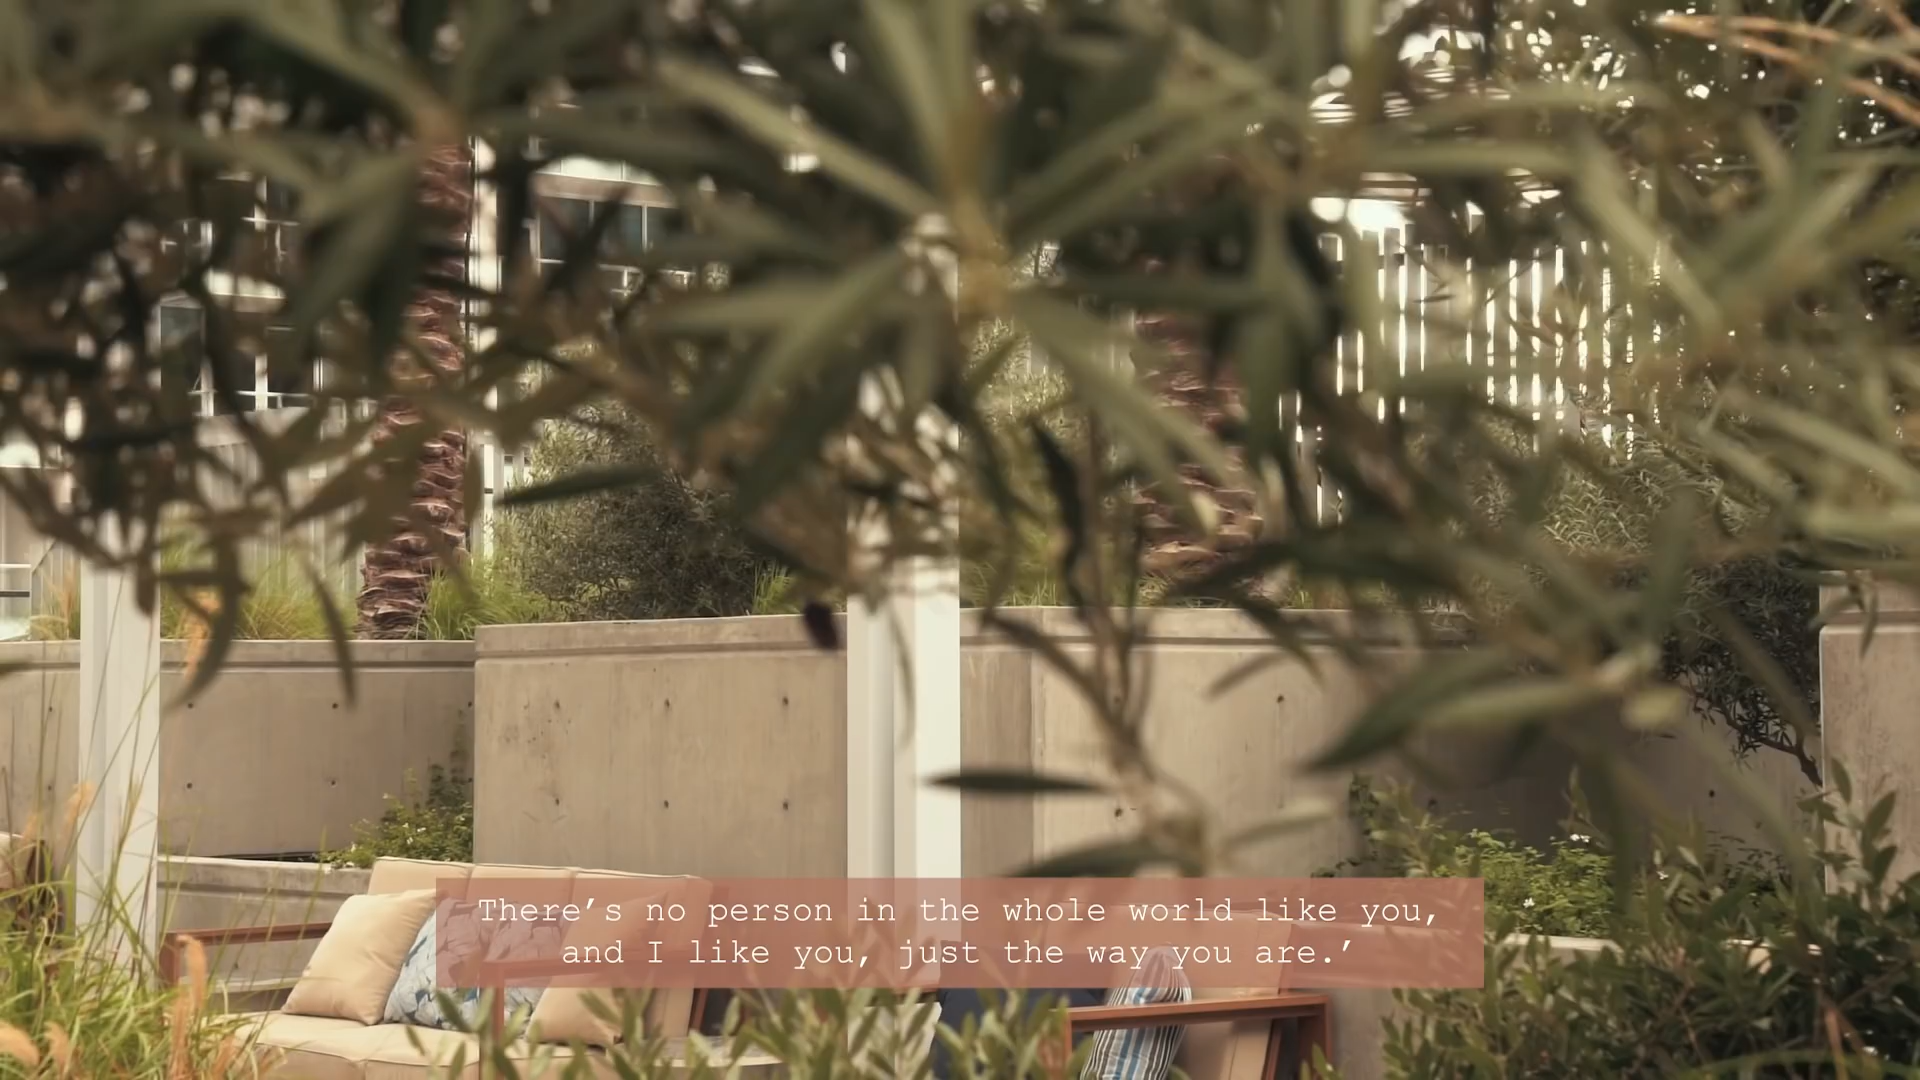 There’s no person in the whole world like you,
and I like you, just the way you are.’